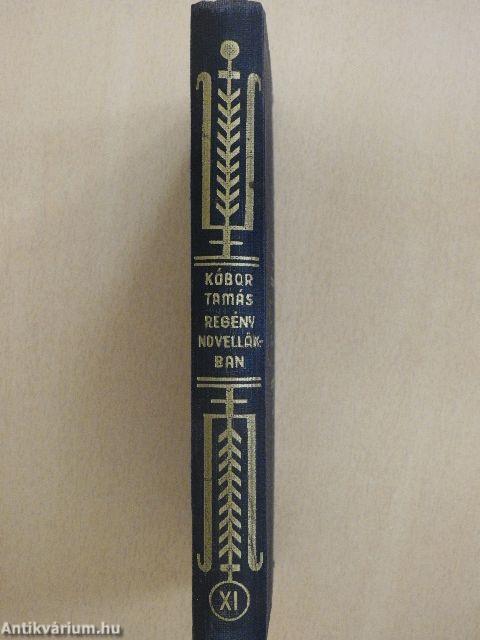 KÓBOR
TAMÁS
REGÉNY
NOVELLÁK-
BAN
XI
Antikvárium.hu